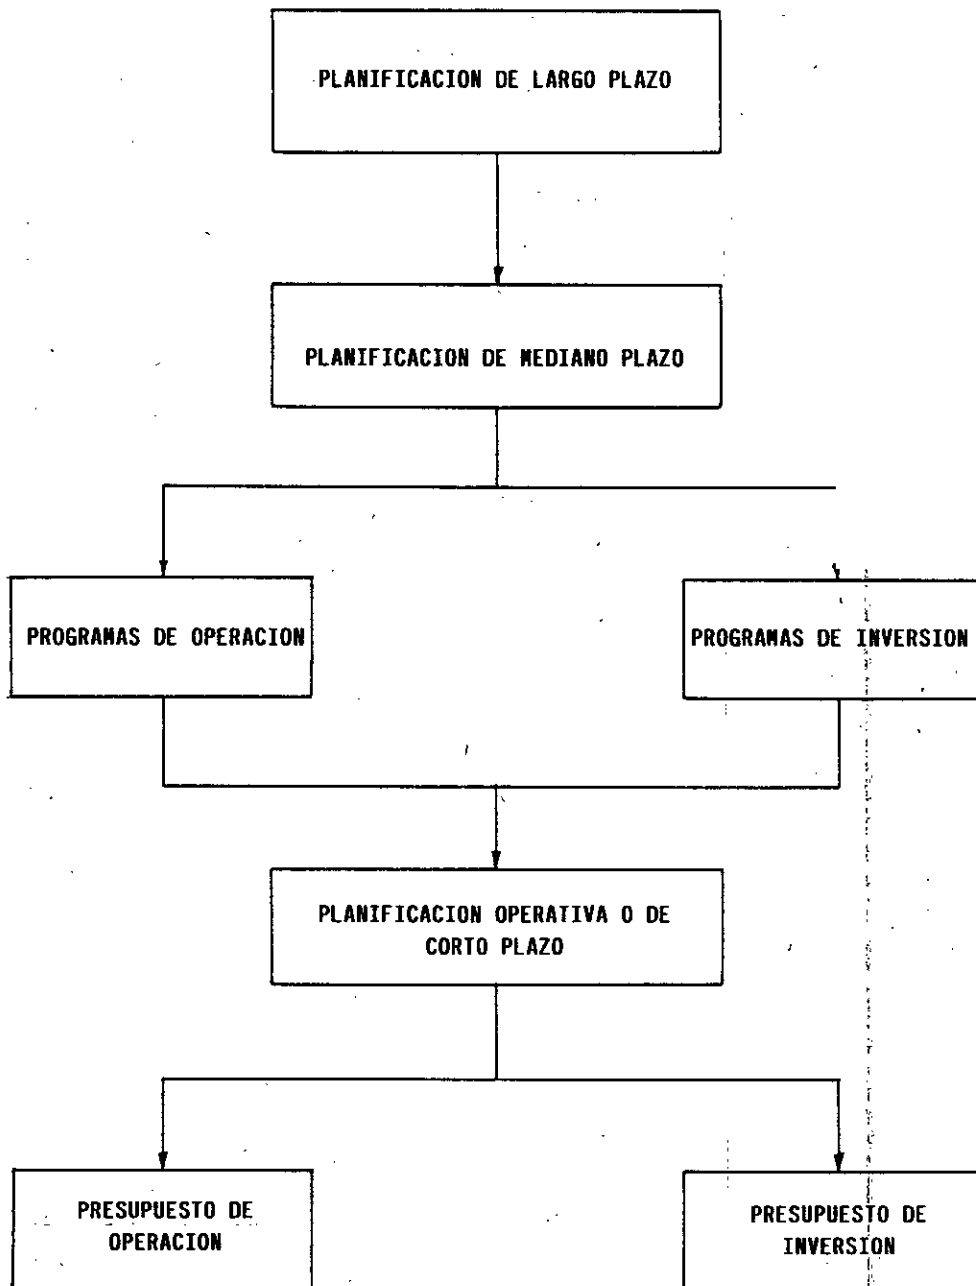 PLANIFICACION DE LARGO PLAZO
PLANIFICACION DE MEDIANO PLAZO
PROGRAMAS DE OPERACION
PROGRAMAS DE INVERSION
PLANIFICACION OPERATIVA O DE
CORTO PLAZO
PRESUPUESTO DE
OPERACION
PRESUPUESTO DE
INVERSION